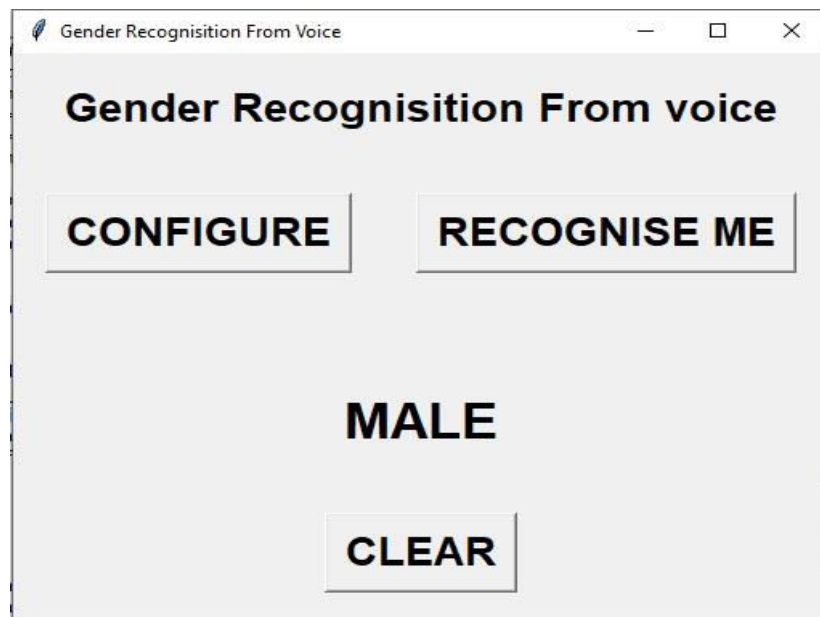 Gender Recognisition From Voice
Gender Recognisition From voice
CONFIGURE
RECOGNISE ME
MALE
CLEAR